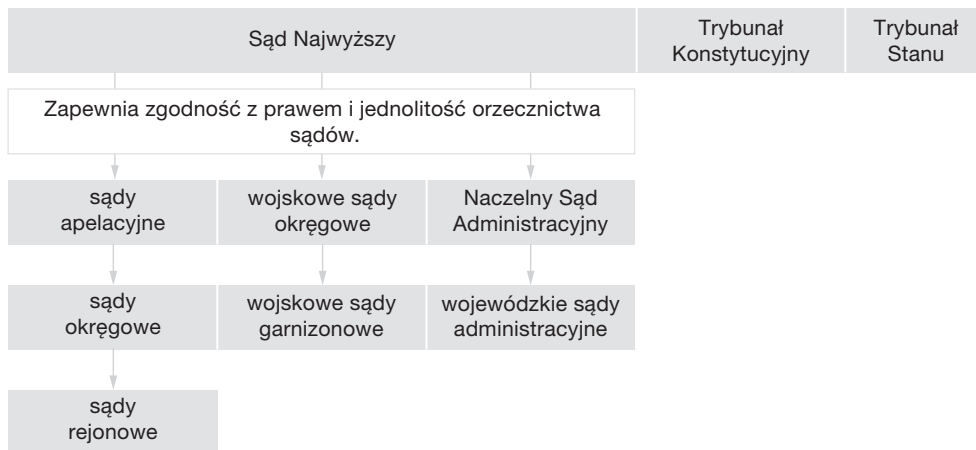 Sąd Najwyższy
Trybunał
Konstytucyjny
Trybunał
Stanu
Zapewnia zgodność z prawem i jednolitość orzecznictwa
sądów.
sądy
apelacyjne
wojskowe sądy
okręgowe
Naczelny Sąd
Administracyjny
sądy
okręgowe
wojskowe sądy
garnizonowe
wojewódzkie sądy
administracyjne
sądy
rejonowe